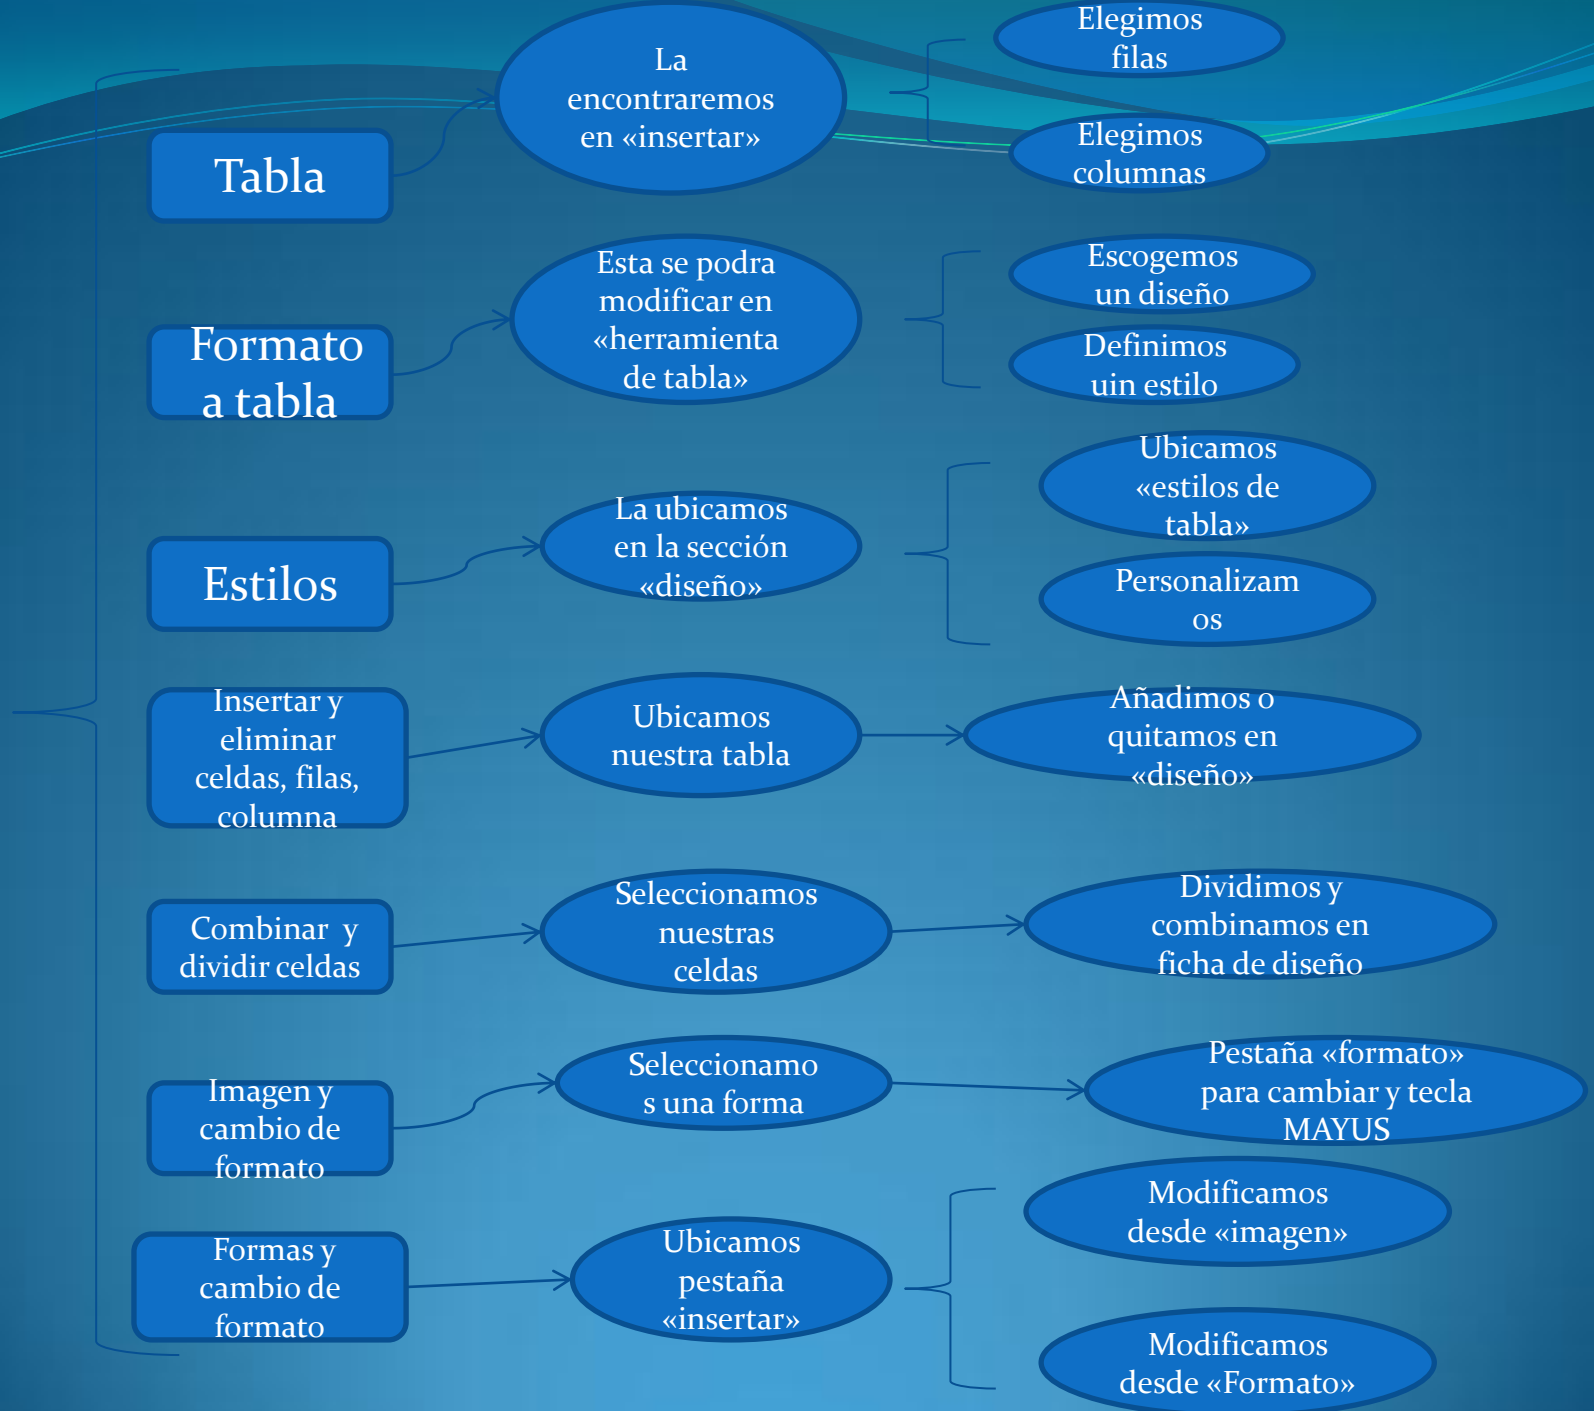 Tabla
La
encontraremos
en «insertar»
Elegimos
filas
Elegimos
columnas
Formato
a tabla
Esta se podra
modificar en
«herramienta
de tabla»
Escogemos
un diseño
Definimos
uin estilo
Estilos
La ubicamos
en la sección
«diseño»
Ubicamos
«estilos de
tabla»
Personalizam
os
Insertar y
eliminar
celdas, filas,
columna
Ubicamos
nuestra tabla
Añadimos o
quitamos en
«diseño»
Combinar y
dividir celdas
Seleccionamos
nuestras
celdas
Dividimos y
combinamos en
ficha de diseño
Imagen y
cambio de
formato
Seleccionamo
s una forma
Pestaña «formato»
para cambiar y tecla
MAYUS
Formas y
cambio de
formato
Ubicamos
pestaña
«insertar»
Modificamos
desde «imagen»
Modificamos
desde «Formato»